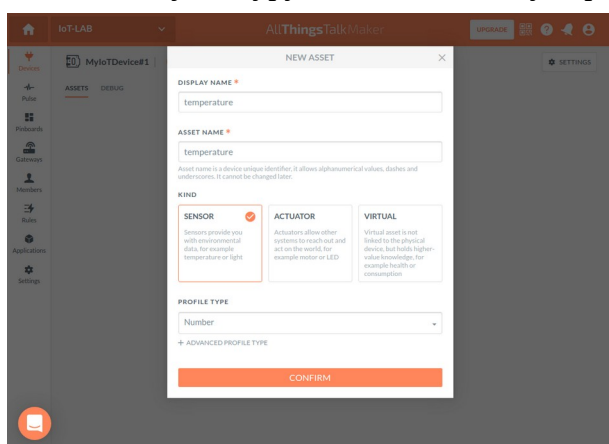 IoT-LAB
AllThingsTalkMaker
UPGRADE
Devices
Pulse
Pinboards
Gateways
Members
Rules
Applications
Settings
MyIoTDevice#1
SETTINGS
ASSETS DEBUG
NEW ASSET
DISPLAY NAME *
temperature
ASSET NAME *
temperature
Asset name is a device unique identifier, it allows alphanumerical values, dashes and
underscores. It cannot be changed later.
KIND
SENSOR
Sensors provide you
with environmental
data, for example
temperature or light
ACTUATOR
Actuators allow other
systems to reach out and
act on the world, for
example motor or LED
VIRTUAL
Virtual asset is not
linked to the physical
device, but holds higher-
value knowledge, for
example health or
consumption
PROFILE TYPE
Number
+ ADVANCED PROFILE TYPE
CONFIRM